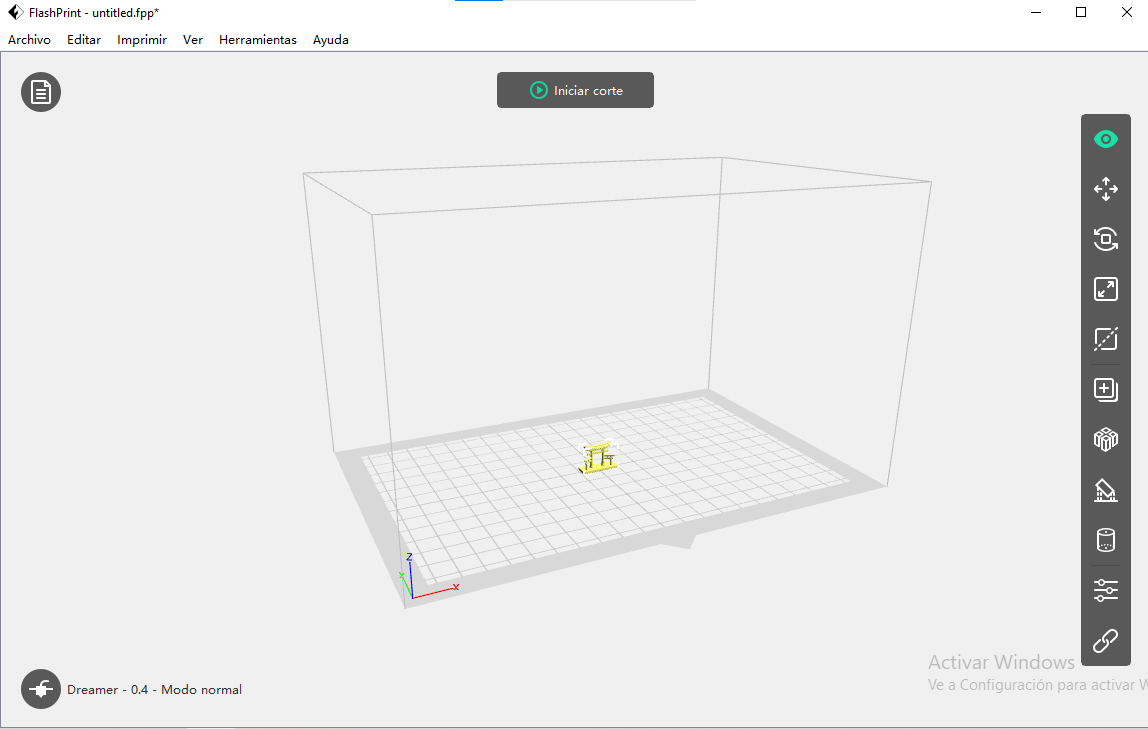 FlashPrint - untitled.fpp*
Archivo Editar Imprimir Ver Herramientas Ayuda
Iniciar corte
Z
Y
X
Activar Windows
Ve a Configuración para activar W
Dreamer - 0.4 - Modo normal